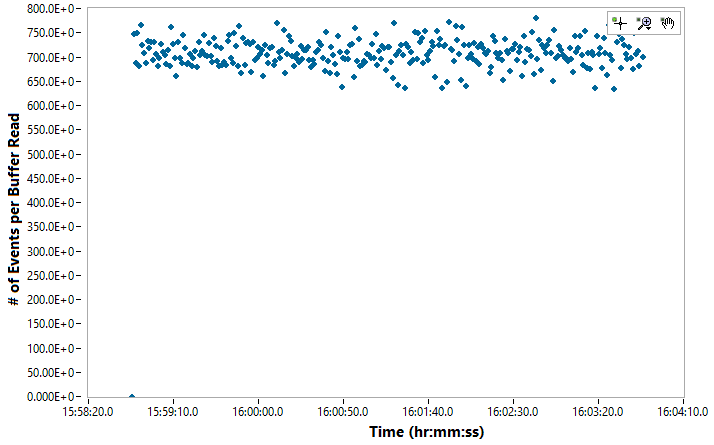 800.0E+0
750.0E+0
700.0E+0
650.0E+0
600.0E+0
550.0E+0
500.0E+0
450.0E+0
400.0E+0
350.0E+0
300.0E+0
250.0E+0
200.0E+0
150.0E+0
100.0E+0
50.00E+0
0.000E+0
# of Events per Buffer Read
15:58:20.0 15:59:10.0 16:00:00.0 16:00:50.0 16:01:40.0 16:02:30.0 16:03:20.0 16:04:10.0
Time (hr:mm:ss)